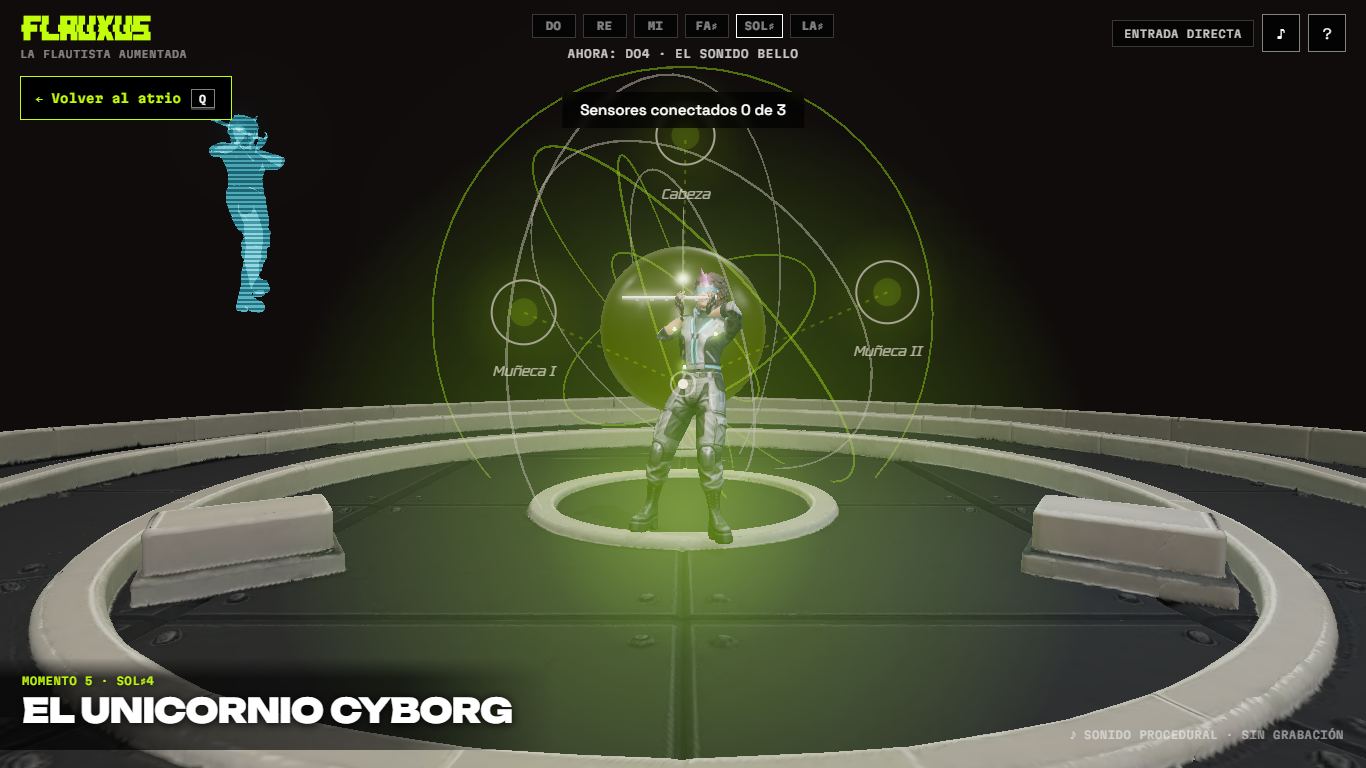 FLAUXUS
LA FLAUTISTA AUMENTADA
← Volver al atrio Q
DO RE MI FA♯ SOL♯ LA♯
AHORA: DO4 · EL SONIDO BELLO
ENTRADA DIRECTA ♪ ?
Sensores conectados 0 de 3
Cabeza
Muñeca I
Muñeca II
MOMENTO 5 · SOL♯4
EL UNICORNIO CYBORG
♪ SONIDO PROCEDURAL · SIN GRABACIÓN